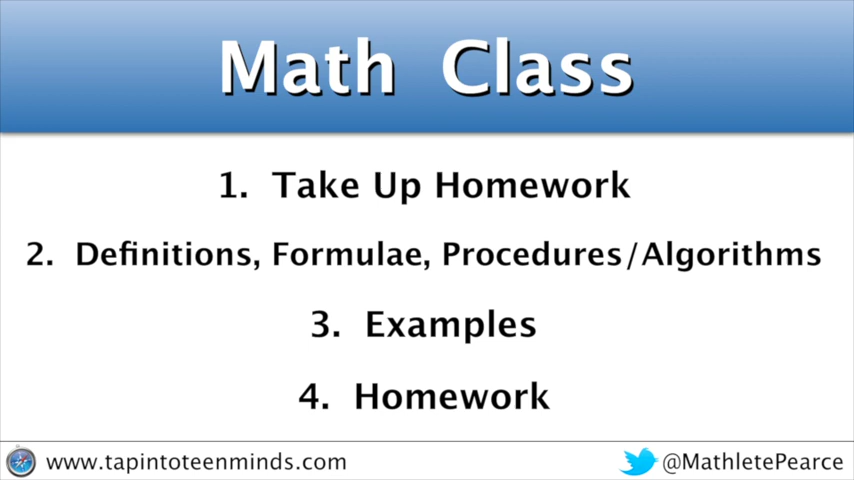 Math Class
1. Take Up Homework
2. Definitions, Formulae, Procedures/Algorithms
3. Examples
4. Homework
www.tapintoteenminds.com
@MathletePearce